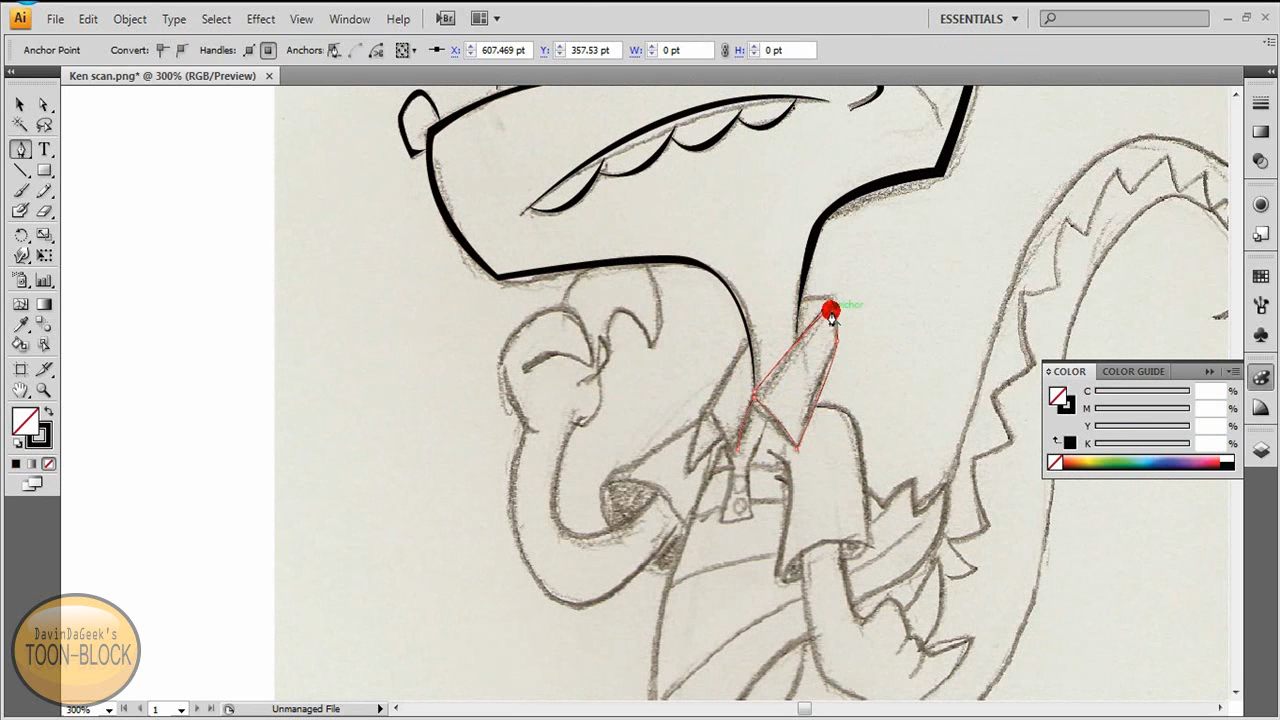 Ai File Edit Object Type Select Effect View Window Help Br ESSENTIALS
Anchor Point Convert: Handles: Anchors: X: 607.469 pt Y: 357.53 pt W: 0 pt H: 0 pt
Ken scan.png* @ 300% (RGB/Preview)
COLOR COLOR GUIDE
C %
M %
Y %
K %
DavinDaGeek's
TOON-BLOCK
300% 1 Unmanaged File